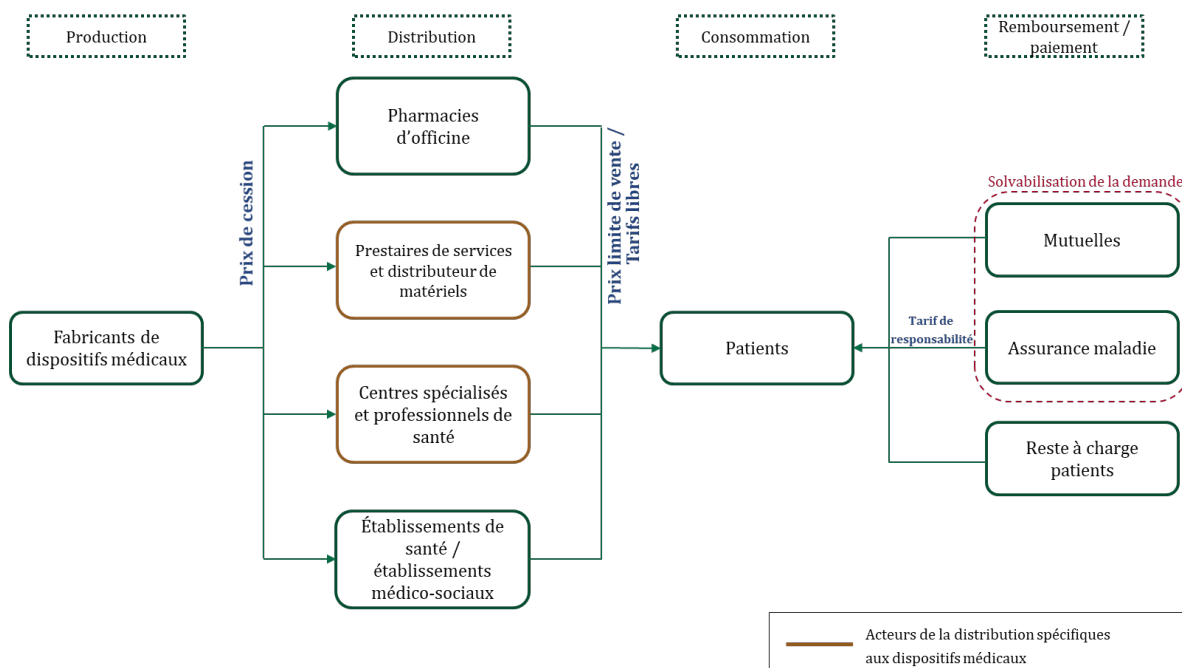 Production
Distribution
Consommation
Remboursement /
paiement
Pharmacies
d’officine
Prix de cession
Prix limite de vente /
Tarifs libres
Solvabilisation de la demande
Prestaires de services
et distributeur de
matériels
Mutuelles
Fabricants de
dispositifs médicaux
Patients
Tarif de
responsabilité
Assurance maladie
Centres spécialisés
et professionnels de
santé
Reste à charge
patients
Établissements de
santé /
établissements
médico-sociaux
Acteurs de la distribution spécifiques
aux dispositifs médicaux